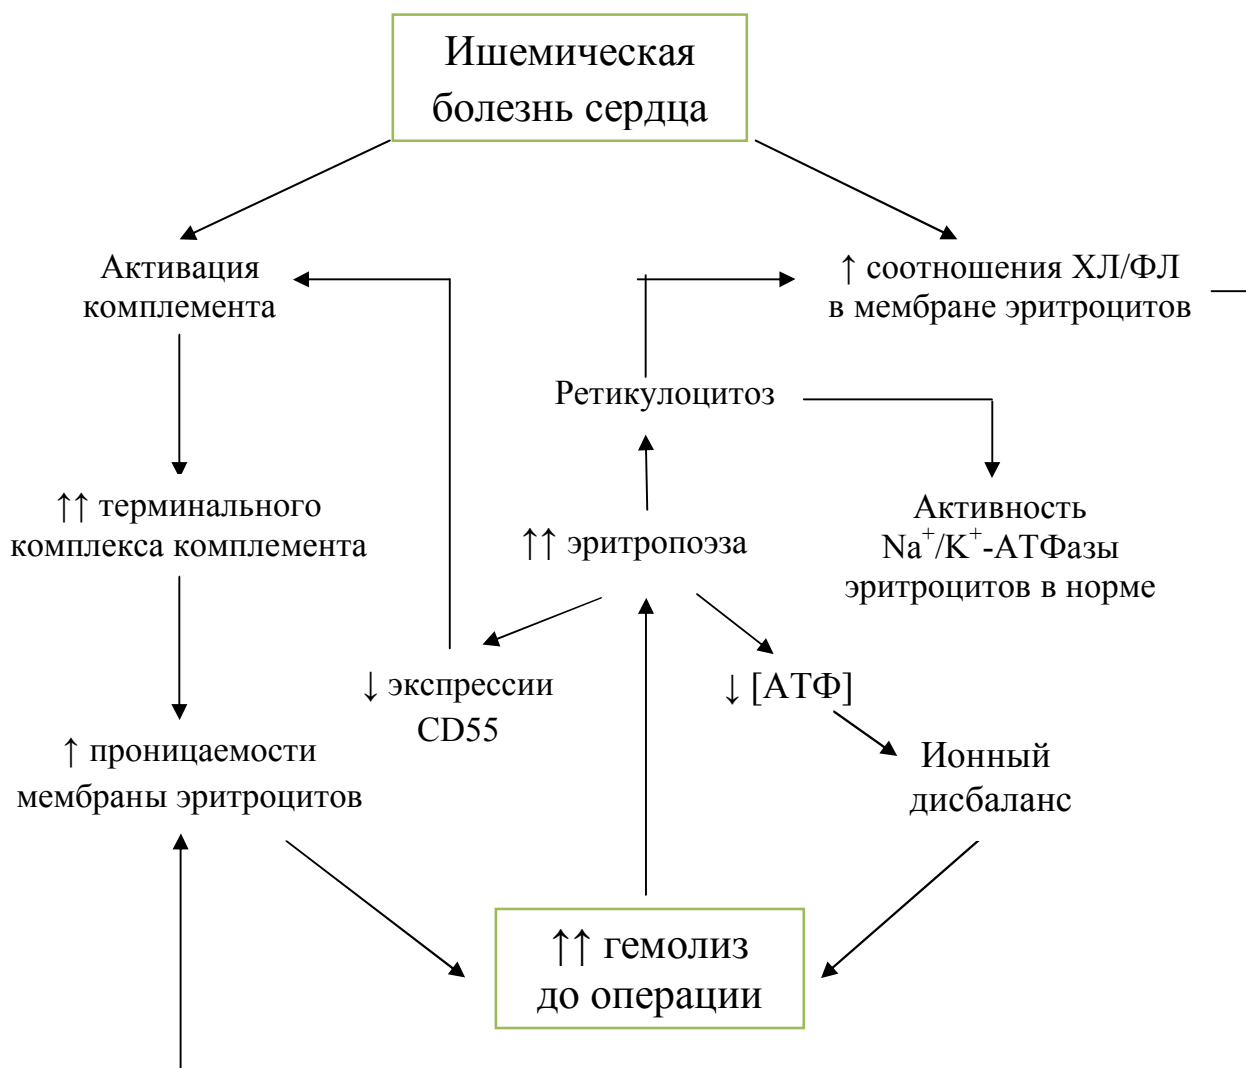 Ишемическая
болезнь сердца
Активация
комплемента
↑ соотношения ХЛ/ФЛ
в мембране эритроцитов
Ретикулоцитоз
↑↑ терминального
комплекса комплемента
↑↑ эритропоэза
Активность
Na⁺/K⁺-АТФазы
эритроцитов в норме
↓ экспрессии
CD55
↓ [АТФ]
↑ проницаемости
мембраны эритроцитов
Ионный
дисбаланс
↑↑ гемолиз
до операции